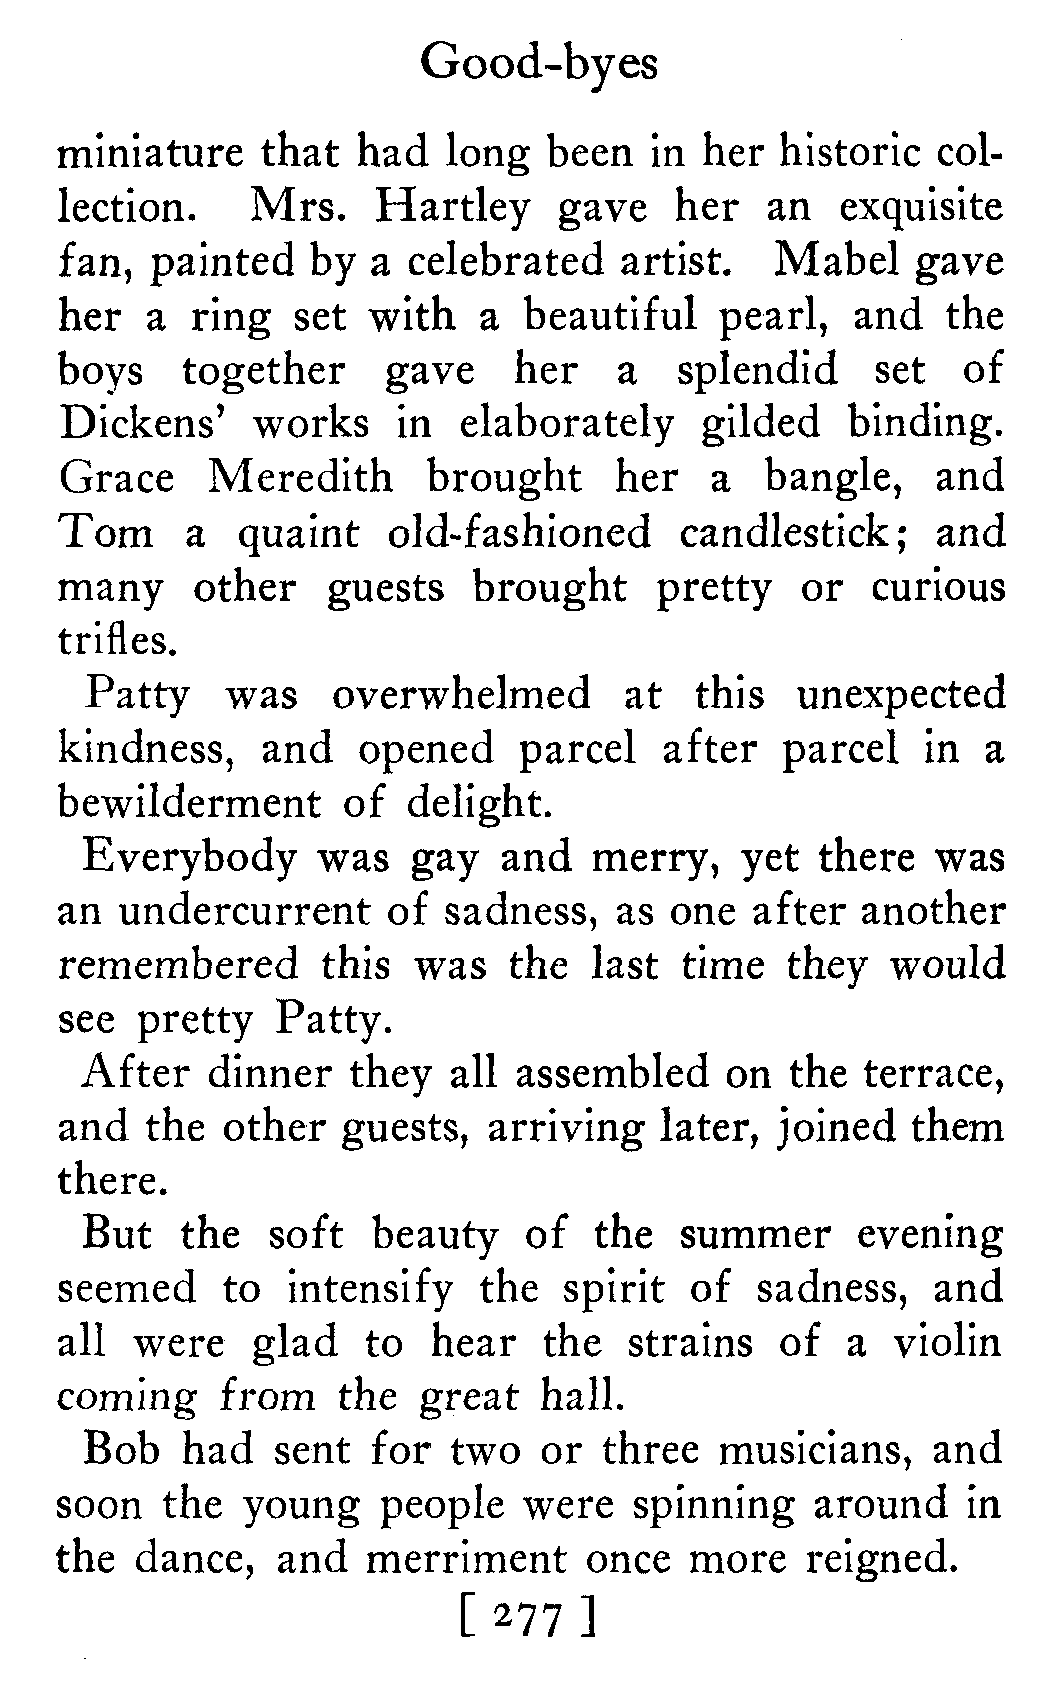 Good-byes
miniature that had long been in her historic col-
lection. Mrs. Hartley gave her an exquisite
fan, painted by a celebrated artist. Mabel gave
her a ring set with a beautiful pearl, and the
boys together gave her a splendid set of
Dickens' works in elaborately gilded binding.
Grace Meredith brought her a bangle, and
Tom a quaint old-fashioned candlestick; and
many other guests brought pretty or curious
trifles.
Patty was overwhelmed at this unexpected
kindness, and opened parcel after parcel in a
bewilderment of delight.
Everybody was gay and merry, yet there was
an undercurrent of sadness, as one after another
remembered this was the last time they would
see pretty Patty.
After dinner they all assembled on the terrace,
and the other guests, arriving later, joined them
there.
But the soft beauty of the summer evening
seemed to intensify the spirit of sadness, and
all were glad to hear the strains of a violin
coming from the great hall.
Bob had sent for two or three musicians, and
soon the young people were spinning around in
the dance, and merriment once more reigned.
[ 277 ]